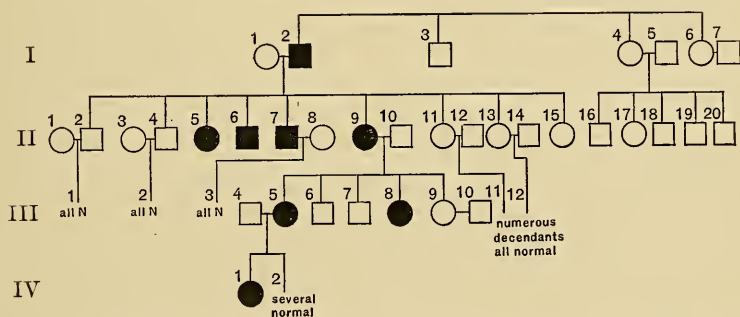 1 2 3 4 5 6 7
I
1 2 3 4 5 6 7 8 9 10 11 12 13 14 15 16 17 18 19 20
II
1 2 3 4 5 6 7 8 9 10 11 12
III
all N all N all N numerous
decendants
all normal
1 2
IV
several
normal